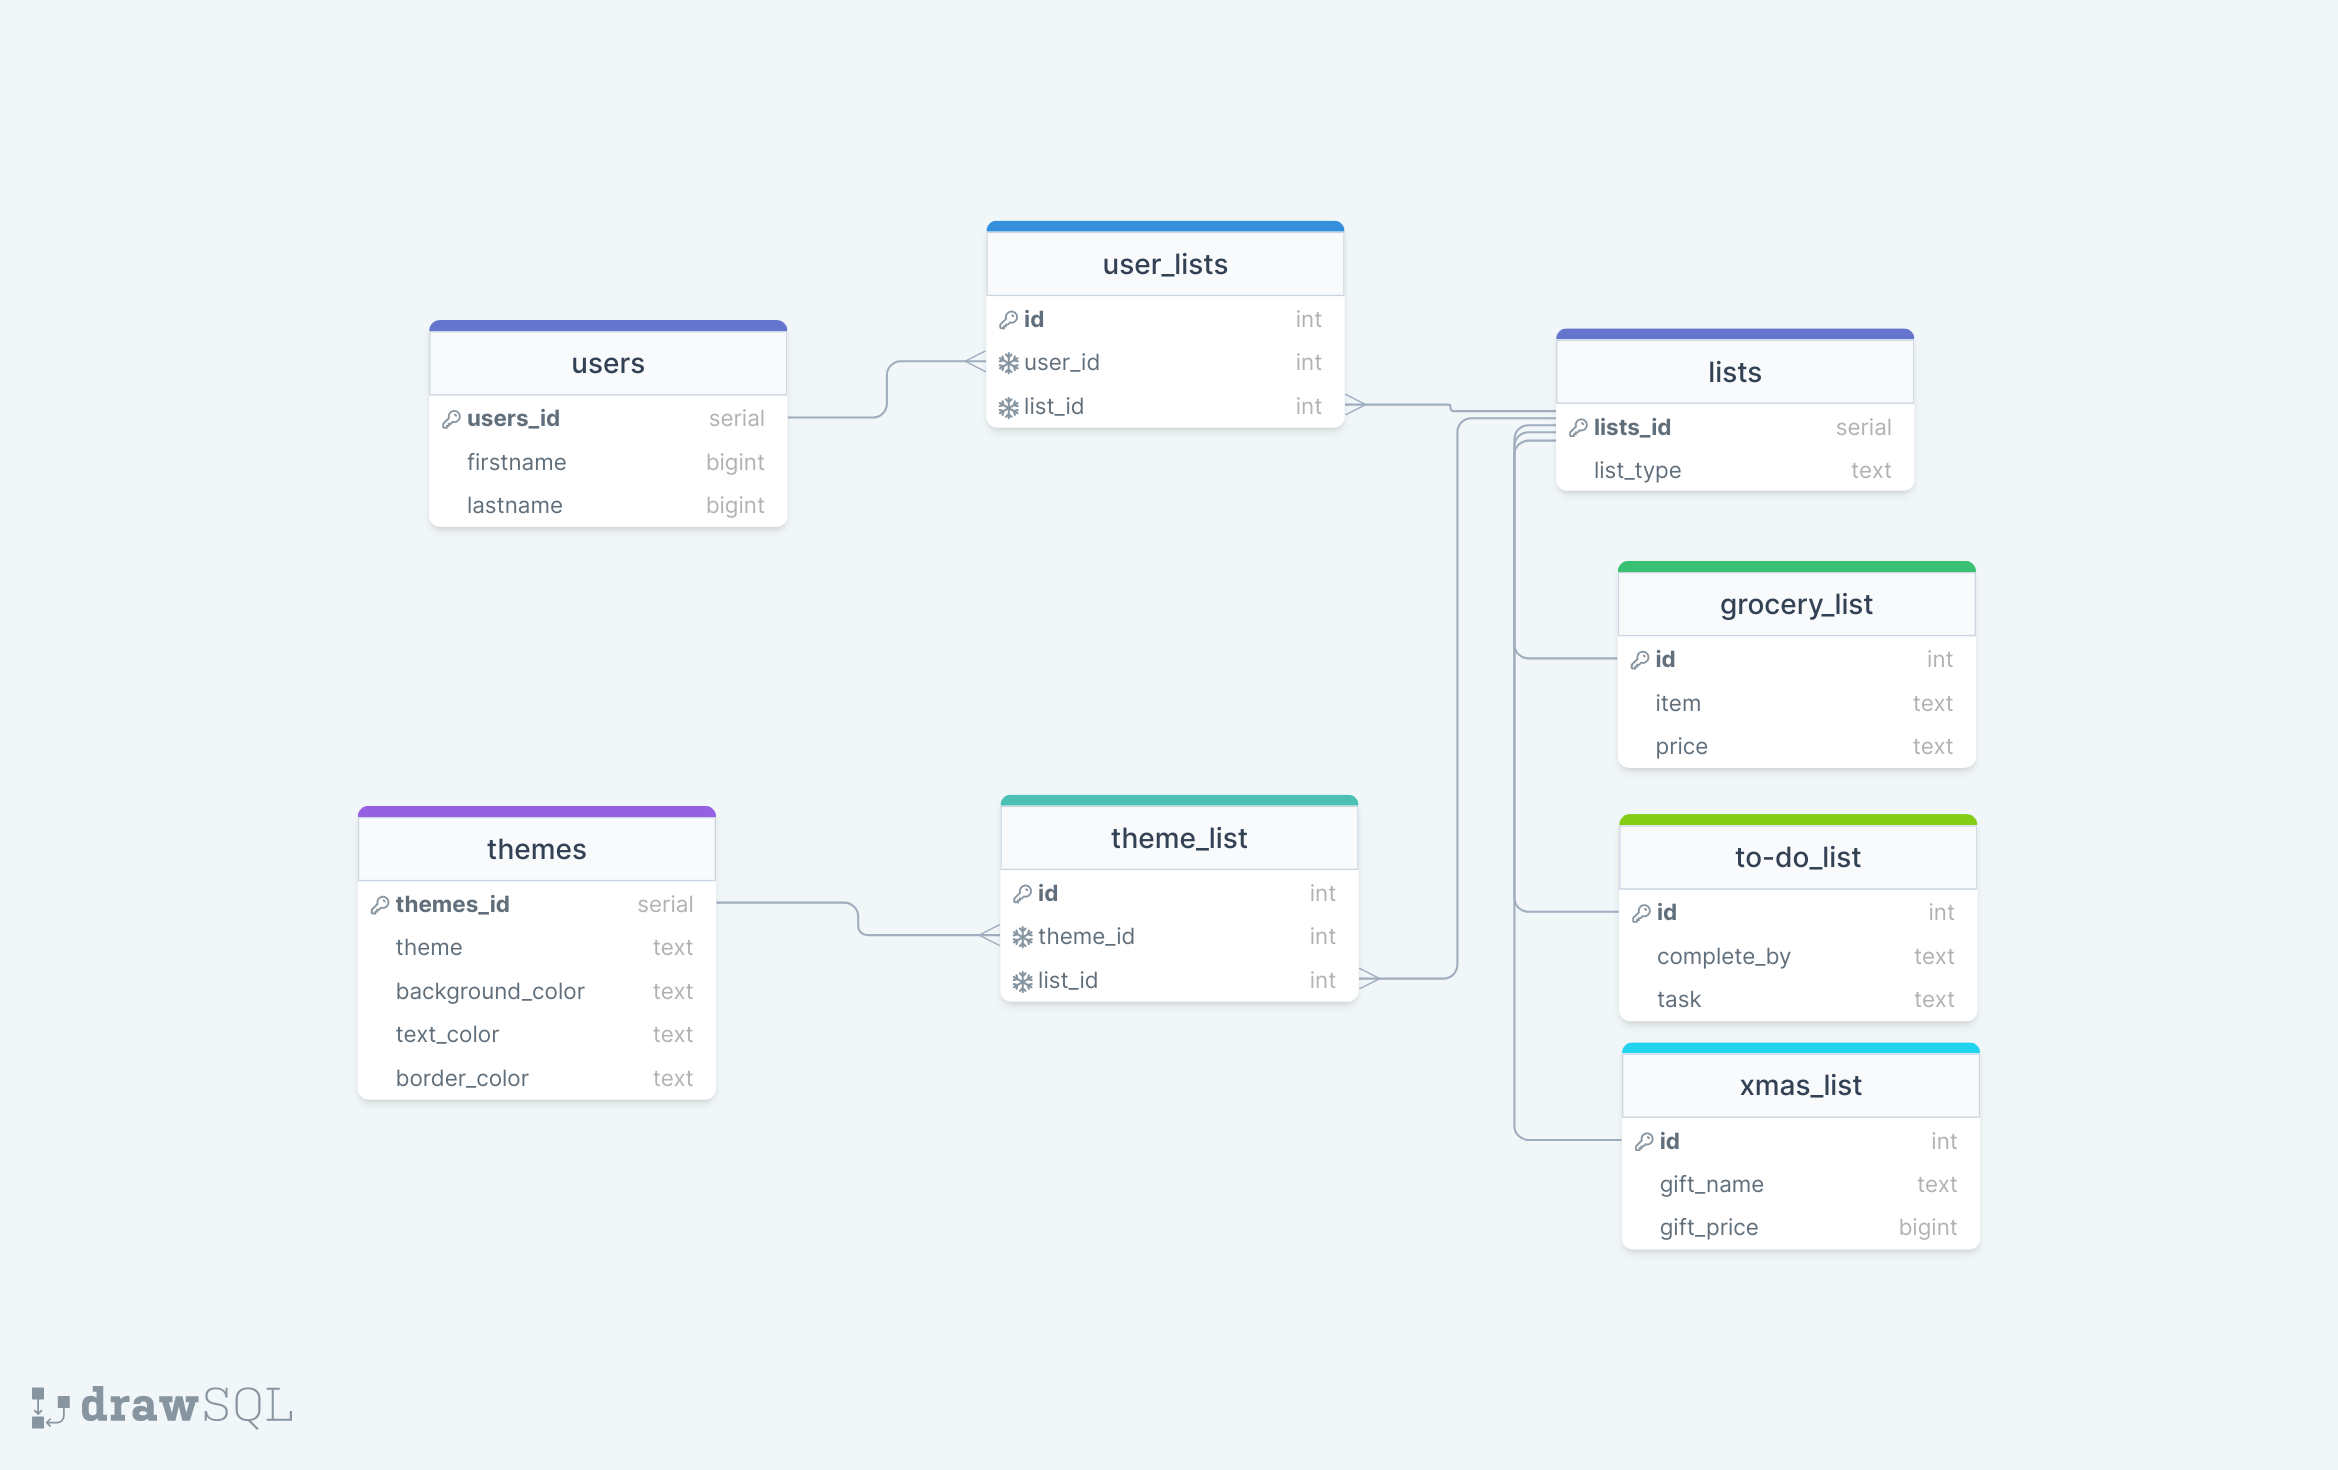 user_lists
id int
user_id int
list_id int
users
users_id serial
firstname bigint
lastname bigint
lists
lists_id serial
list_type text
grocery_list
id int
item text
price text
themes
themes_id serial
theme text
background_color text
text_color text
border_color text
theme_list
id int
theme_id int
list_id int
to-do_list
id int
complete_by text
task text
xmas_list
id int
gift_name text
gift_price bigint
drawSQL